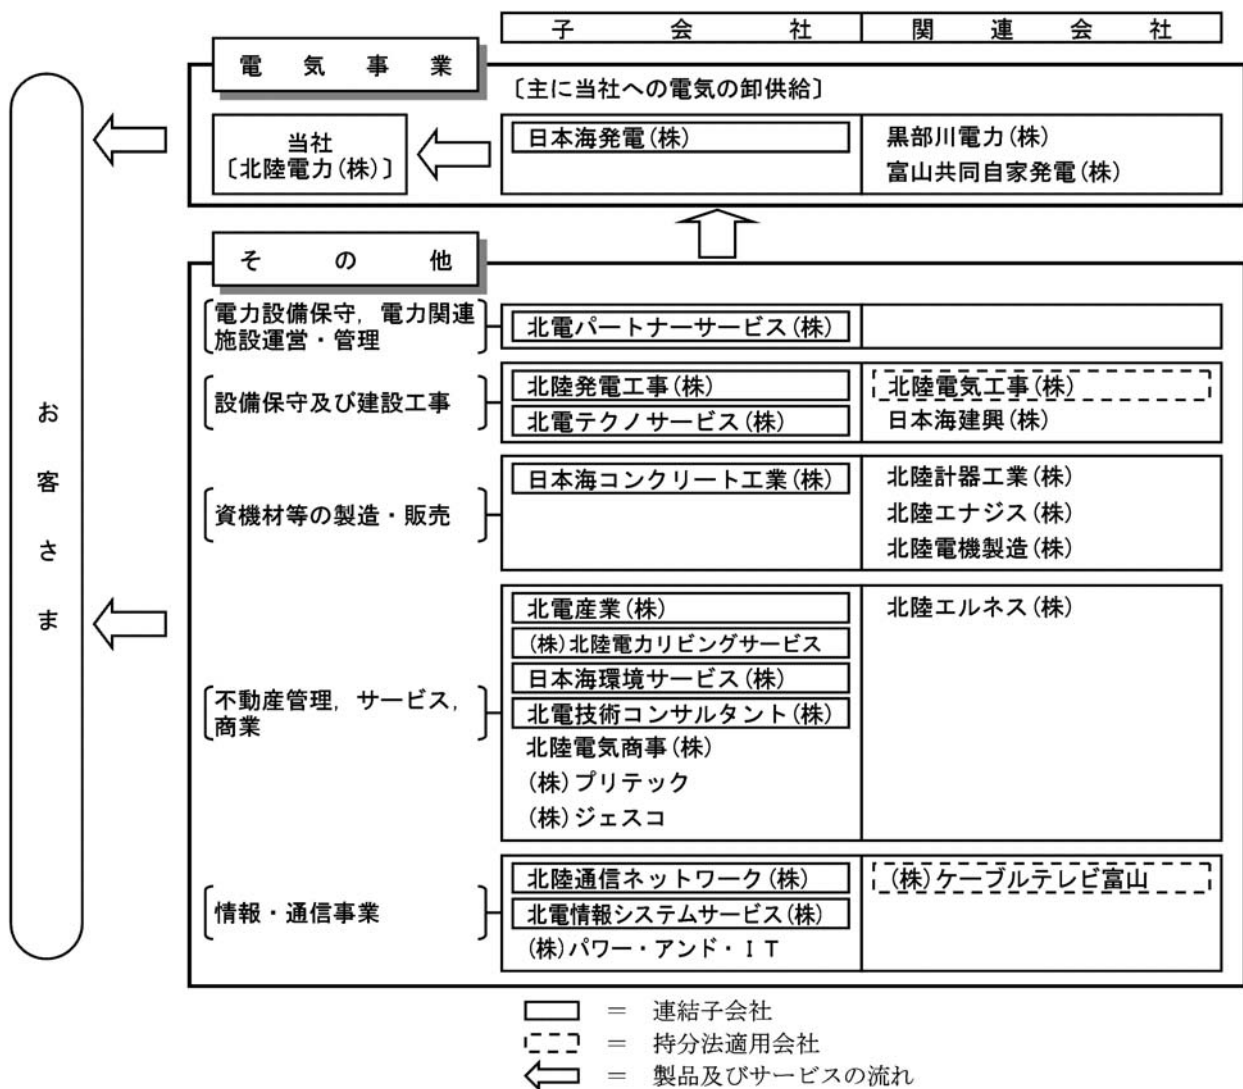 子会社 関連会社
電気事業
〔主に当社への電気の卸供給〕
当社
〔北陸電力(株)〕
日本海発電(株)
黒部川電力(株)
富山共同自家発電(株)
お客さま
その他
電力設備保守，電力関連
施設運営・管理
北電パートナーサービス(株)
設備保守及び建設工事
北陸発電工事(株)
北電テクノサービス(株)
北陸電気工事(株)
日本海建興(株)
資機材等の製造・販売
日本海コンクリート工業(株)
北陸計器工業(株)
北陸エナジス(株)
北陸電機製造(株)
不動産管理，サービス，
商業
北電産業(株)
(株)北陸電力リビングサービス
日本海環境サービス(株)
北電技術コンサルタント(株)
北陸電気商事(株)
(株)プリテック
(株)ジェスコ
北陸エルネス(株)
情報・通信事業
北陸通信ネットワーク(株)
北電情報システムサービス(株)
(株)パワー・アンド・ＩＴ
(株)ケーブルテレビ富山
＝ 連結子会社
＝ 持分法適用会社
＝ 製品及びサービスの流れ